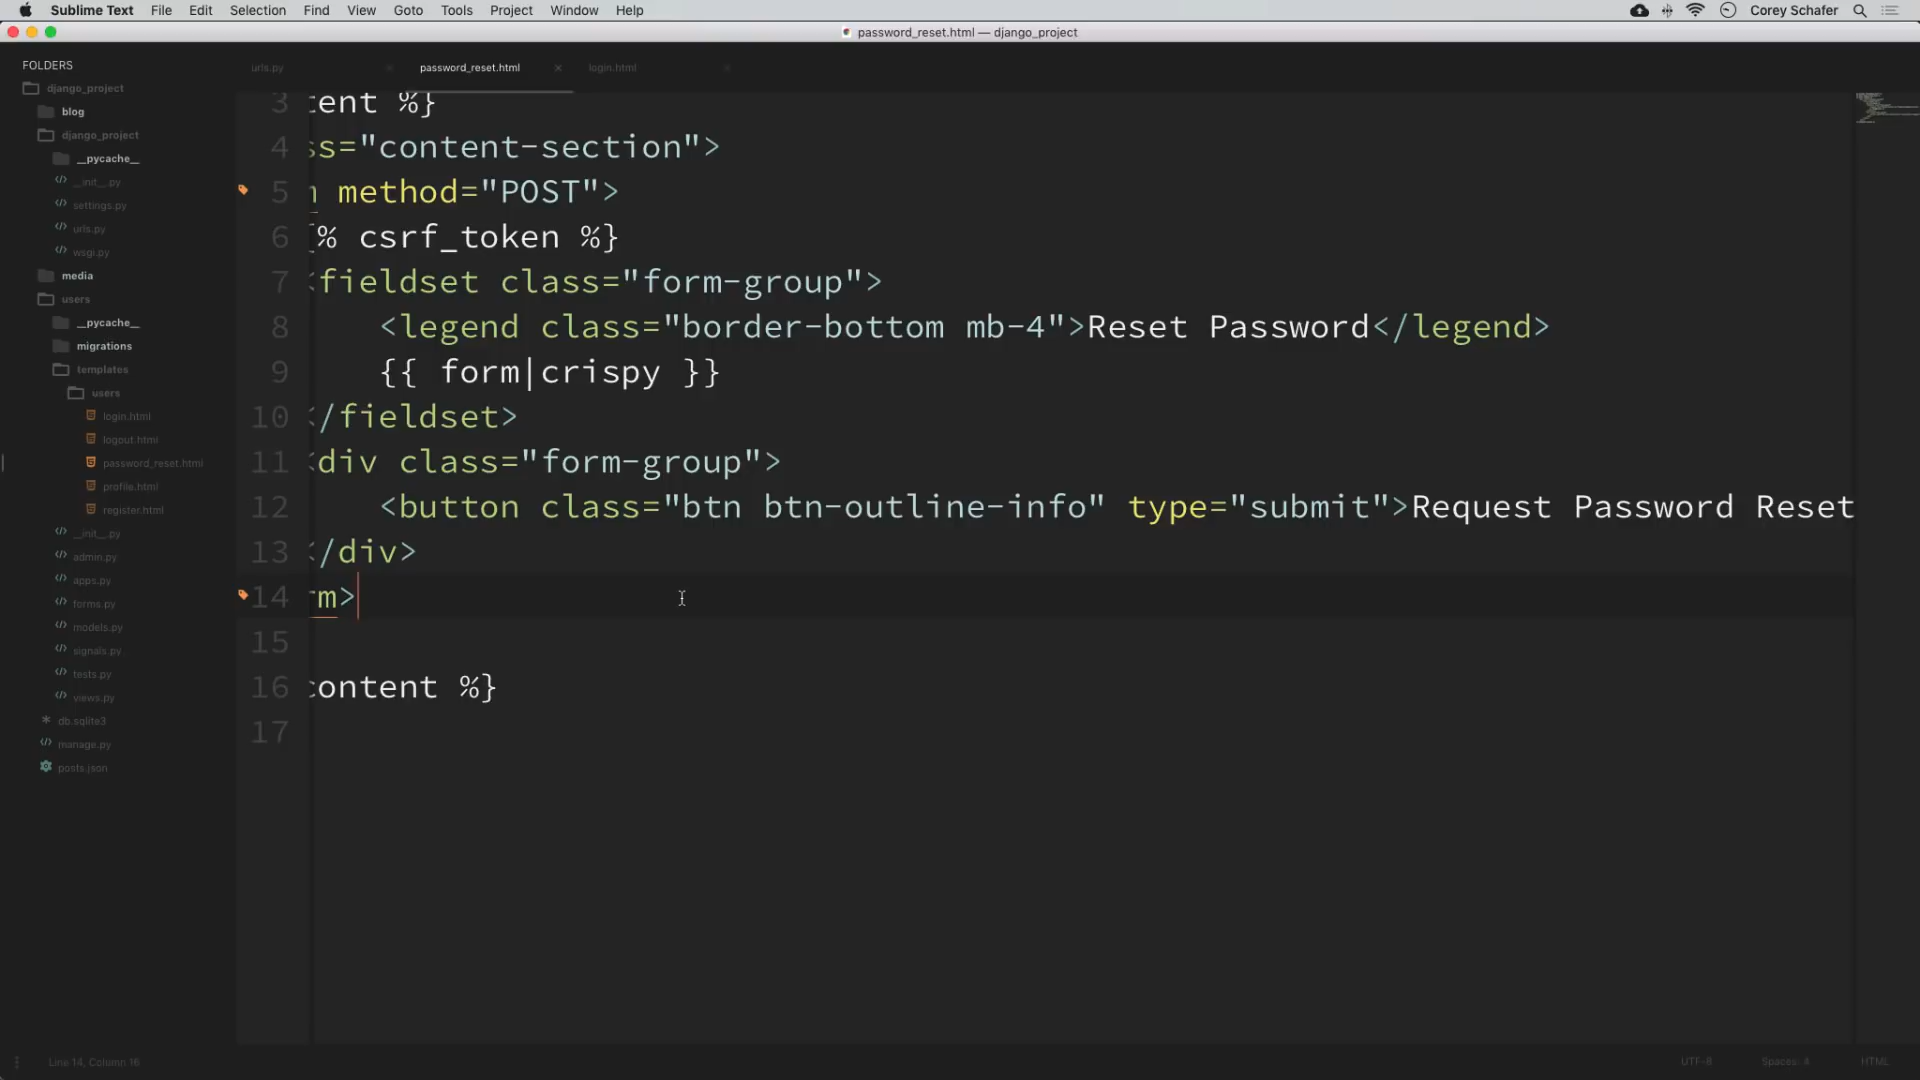 Sublime Text File Edit Selection Find View Goto Tools Project Window Help Corey Schafer
password_reset.html — django_project
FOLDERS
django_project
blog
django_project
__pycache__
__init__.py
settings.py
urls.py
wsgi.py
media
users
__pycache__
migrations
templates
users
login.html
logout.html
password_reset.html
profile.html
register.html
__init__.py
admin.py
apps.py
forms.py
models.py
signals.py
tests.py
views.py
db.sqlite3
manage.py
posts.json
urls.py password_reset.html login.html
3 tent %}
4 ss="content-section">
5 m method="POST">
6 {% csrf_token %}
7 <fieldset class="form-group">
8 <legend class="border-bottom mb-4">Reset Password</legend>
9 {{ form|crispy }}
10 </fieldset>
11 <div class="form-group">
12 <button class="btn btn-outline-info" type="submit">Request Password Reset
13 </div>
14 rm>
15
16 content %}
17
Line 14, Column 16 UTF-8 Spaces: 4 HTML